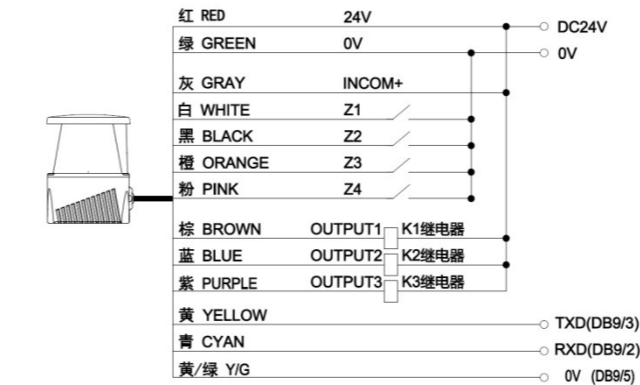 红 RED 24V DC24V
绿 GREEN 0V 0V
灰 GRAY INCOM+
白 WHITE Z1
黑 BLACK Z2
橙 ORANGE Z3
粉 PINK Z4
棕 BROWN OUTPUT1 K1继电器
蓝 BLUE OUTPUT2 K2继电器
紫 PURPLE OUTPUT3 K3继电器
黄 YELLOW TXD(DB9/3)
青 CYAN RXD(DB9/2)
黄/绿 Y/G 0V (DB9/5)